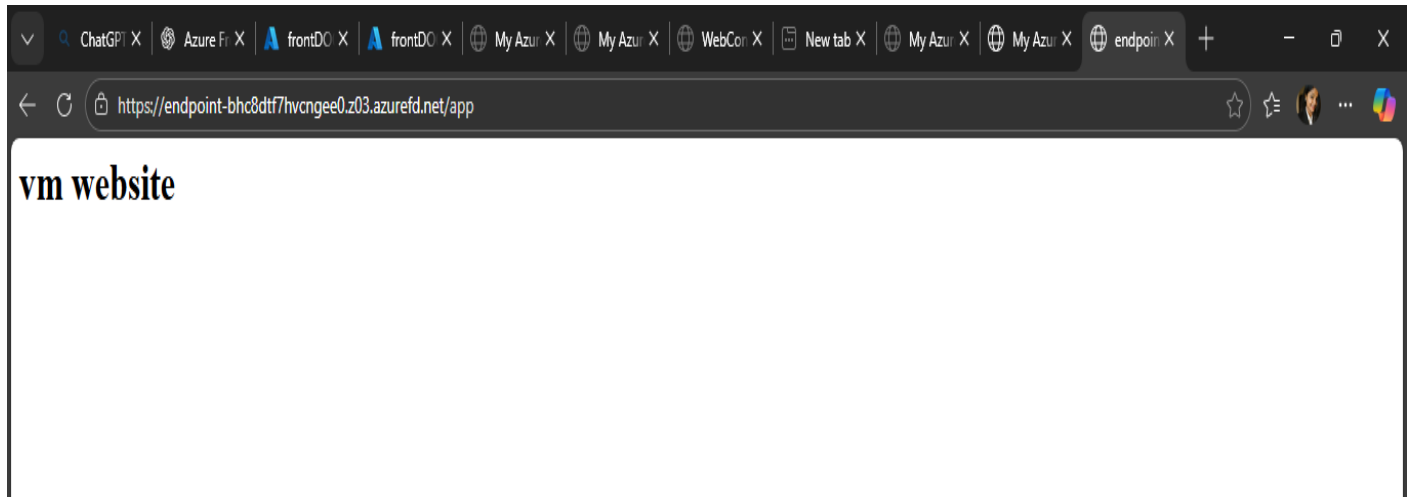 ChatGPT Azure Fr frontDO frontDO My Azur My Azur WebCon New tab My Azur My Azur endpoin
https://endpoint-bhc8dtf7hvcngee0.z03.azurefd.net/app
vm website